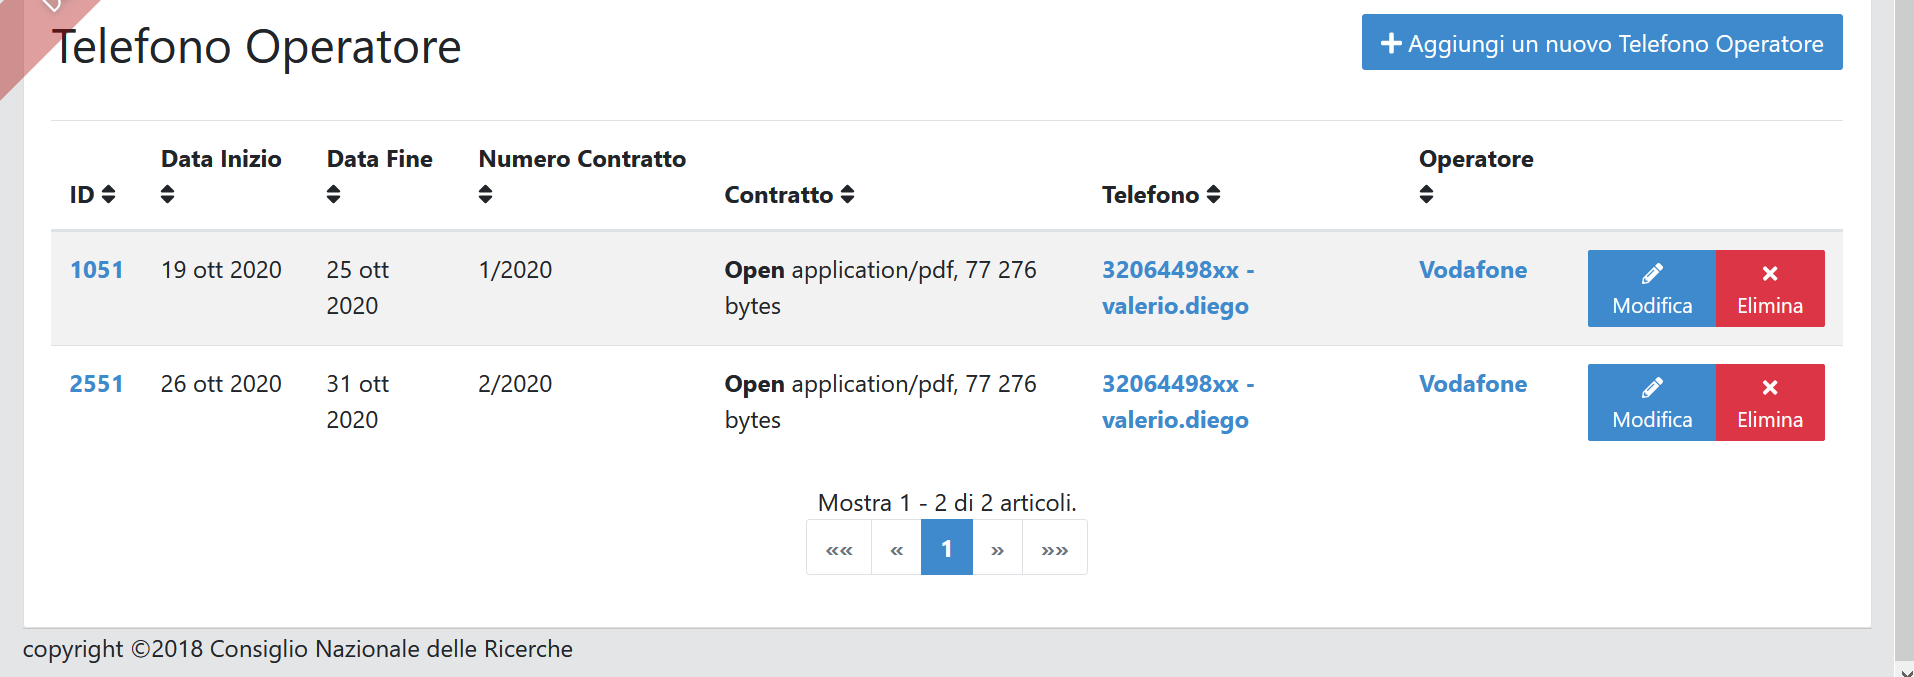 Telefono Operatore
Aggiungi un nuovo Telefono Operatore
ID
Data Inizio
Data Fine
Numero Contratto
Contratto
Telefono
Operatore
1051
19 ott 2020
25 ott
2020
1/2020
Open application/pdf, 77 276
bytes
32064498xx -
valerio.diego
Vodafone
Modifica
Elimina
2551
26 ott 2020
31 ott
2020
2/2020
Open application/pdf, 77 276
bytes
32064498xx -
valerio.diego
Vodafone
Modifica
Elimina
Mostra 1 - 2 di 2 articoli.
«« « 1 » »»
copyright ©2018 Consiglio Nazionale delle Ricerche